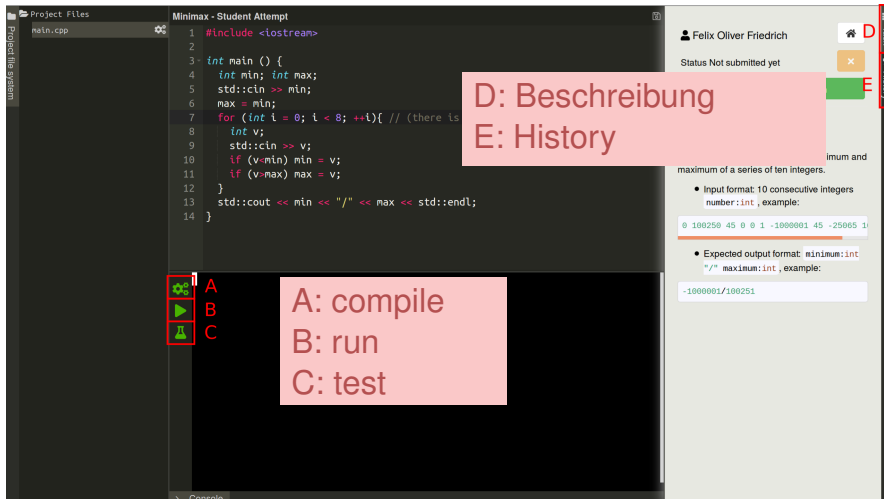 Project Files
main.cpp
Project file system
Minimax - Student Attempt
1 #include <iostream>
2
3 int main () {
4 int min; int max;
5 std::cin >> min;
6 max = min;
7 for (int i = 0; i < 8; ++i){ // (there is
8 int v;
9 std::cin >> v;
10 if (v<min) min = v;
11 if (v>max) max = v;
12 }
13 std::cout << min << "/" << max << std::endl;
14 }
D: Beschreibung
E: History
A
B
C
A: compile
B: run
C: test
Console
Felix Oliver Friedrich
D
Status Not submitted yet
E
and
maximum of a series of ten integers.
Input format: 10 consecutive integers
number:int , example:
0 100250 45 0 0 1 -1000001 45 -25065
Expected output format: minimum:int
"/" maximum:int , example:
-1000001/100251